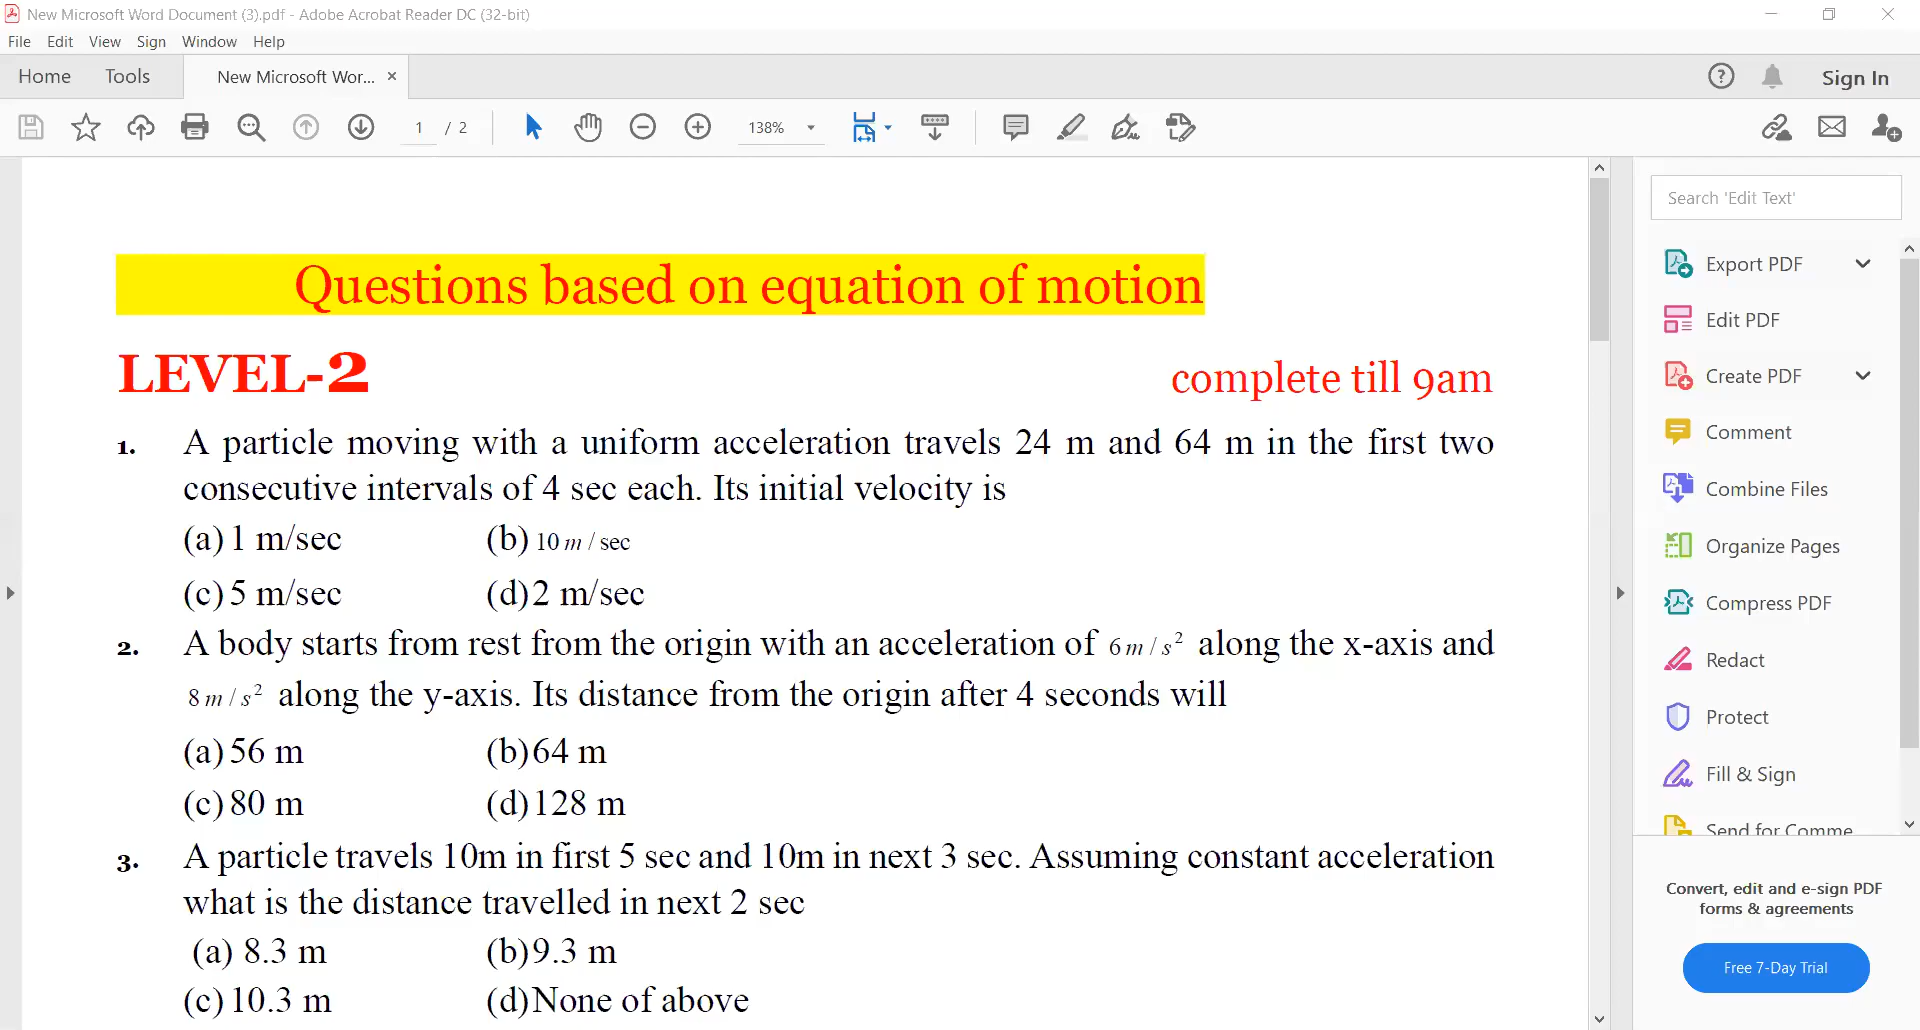 New Microsoft Word Document (3).pdf - Adobe Acrobat Reader DC (32-bit)
File Edit View Sign Window Help
Home Tools New Microsoft Wor... × Sign In
1 / 2 138%
Search 'Edit Text'
Export PDF
Edit PDF
Create PDF
Comment
Combine Files
Organize Pages
Compress PDF
Redact
Protect
Fill & Sign
Send for Comme
Convert, edit and e-sign PDF
forms & agreements
Free 7-Day Trial
Questions based on equation of motion
LEVEL-2 complete till 9am
1. A particle moving with a uniform acceleration travels 24 m and 64 m in the first two
consecutive intervals of 4 sec each. Its initial velocity is
(a) 1 m/sec (b) 10 m / sec
(c) 5 m/sec (d) 2 m/sec
2. A body starts from rest from the origin with an acceleration of 6 m / s² along the x-axis and
8 m / s² along the y-axis. Its distance from the origin after 4 seconds will
(a) 56 m (b) 64 m
(c) 80 m (d) 128 m
3. A particle travels 10m in first 5 sec and 10m in next 3 sec. Assuming constant acceleration
what is the distance travelled in next 2 sec
(a) 8.3 m (b) 9.3 m
(c) 10.3 m (d) None of above